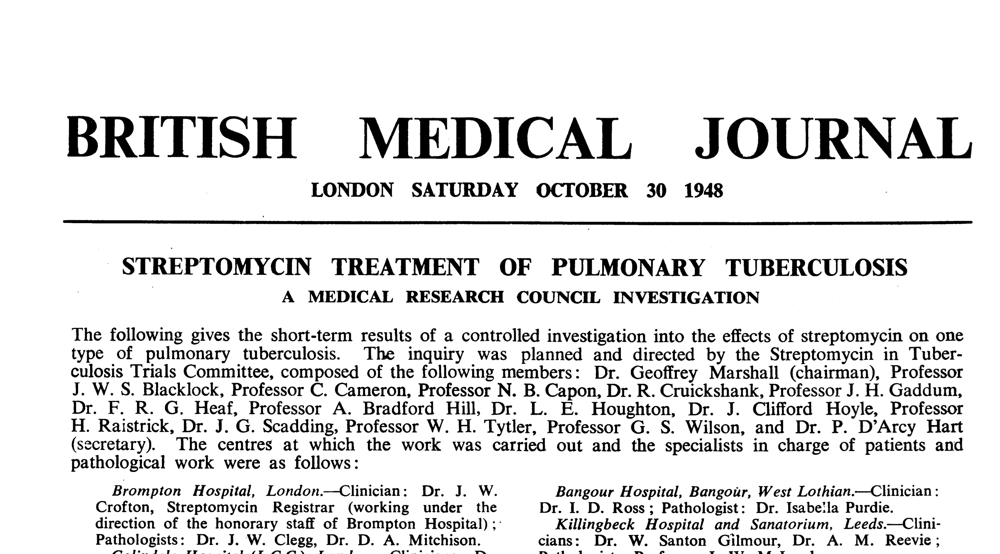 BRITISH MEDICAL JOURNAL
LONDON SATURDAY OCTOBER 30 1948
STREPTOMYCIN TREATMENT OF PULMONARY TUBERCULOSIS
A MEDICAL RESEARCH COUNCIL INVESTIGATION
The following gives the short-term results of a controlled investigation into the effects of streptomycin on one
type of pulmonary tuberculosis. The inquiry was planned and directed by the Streptomycin in Tuber-
culosis Trials Committee, composed of the following members: Dr. Geoffrey Marshall (chairman), Professor
J. W. S. Blacklock, Professor C. Cameron, Professor N. B. Capon, Dr. R. Cruickshank, Professor J. H. Gaddum,
Dr. F. R. G. Heaf, Professor A. Bradford Hill, Dr. L. E. Houghton, Dr. J. Clifford Hoyle, Professor
H. Raistrick, Dr. J. G. Scadding, Professor W. H. Tytler, Professor G. S. Wilson, and Dr. P. D'Arcy Hart
(secretary). The centres at which the work was carried out and the specialists in charge of patients and
pathological work were as follows:
Brompton Hospital, London.—Clinician: Dr. J. W.
Crofton, Streptomycin Registrar (working under the
direction of the honorary staff of Brompton Hospital);
Pathologists: Dr. J. W. Clegg, Dr. D. A. Mitchison.
Bangour Hospital, Bangour, West Lothian.—Clinician:
Dr. I. D. Ross; Pathologist: Dr. Isabella Purdie.
Killingbeck Hospital and Sanatorium, Leeds.—Clini-
cians: Dr. W. Santon Gilmour, Dr. A. M. Reevie;